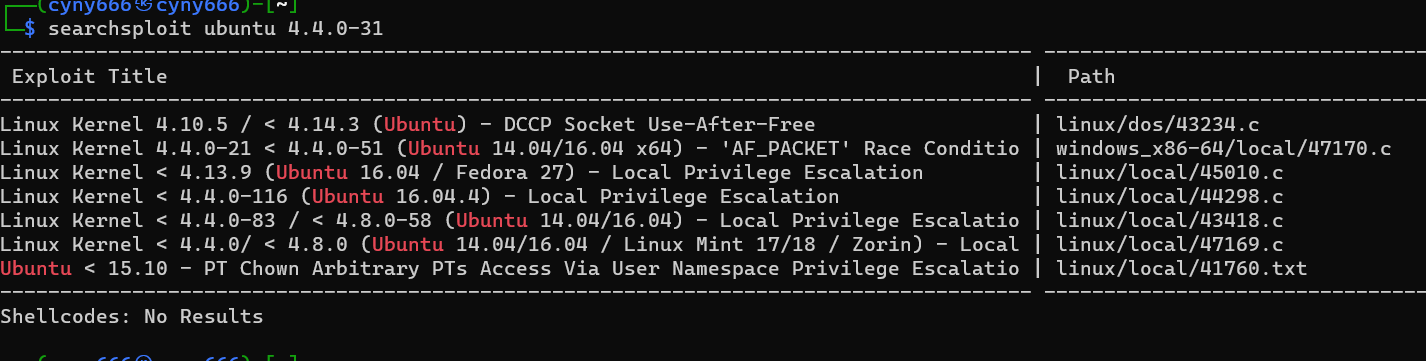 ┌──(cyny666㉿cyny666)-[~]
└─$ searchsploit ubuntu 4.4.0-31
Exploit Title | Path
Linux Kernel 4.10.5 / < 4.14.3 (Ubuntu) - DCCP Socket Use-After-Free | linux/dos/43234.c
Linux Kernel 4.4.0-21 < 4.4.0-51 (Ubuntu 14.04/16.04 x64) - 'AF_PACKET' Race Conditio | windows_x86-64/local/47170.c
Linux Kernel < 4.13.9 (Ubuntu 16.04 / Fedora 27) - Local Privilege Escalation | linux/local/45010.c
Linux Kernel < 4.4.0-116 (Ubuntu 16.04.4) - Local Privilege Escalation | linux/local/44298.c
Linux Kernel < 4.4.0-83 / < 4.8.0-58 (Ubuntu 14.04/16.04) - Local Privilege Escalatio | linux/local/43418.c
Linux Kernel < 4.4.0/ < 4.8.0 (Ubuntu 14.04/16.04 / Linux Mint 17/18 / Zorin) - Local | linux/local/47169.c
Ubuntu < 15.10 - PT Chown Arbitrary PTs Access Via User Namespace Privilege Escalatio | linux/local/41760.txt
Shellcodes: No Results